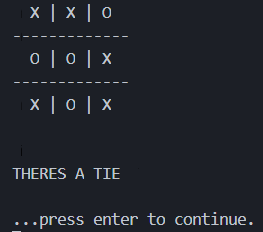 X | X | O
-------------
O | O | X
-------------
X | O | X
THERES A TIE
...press enter to continue.